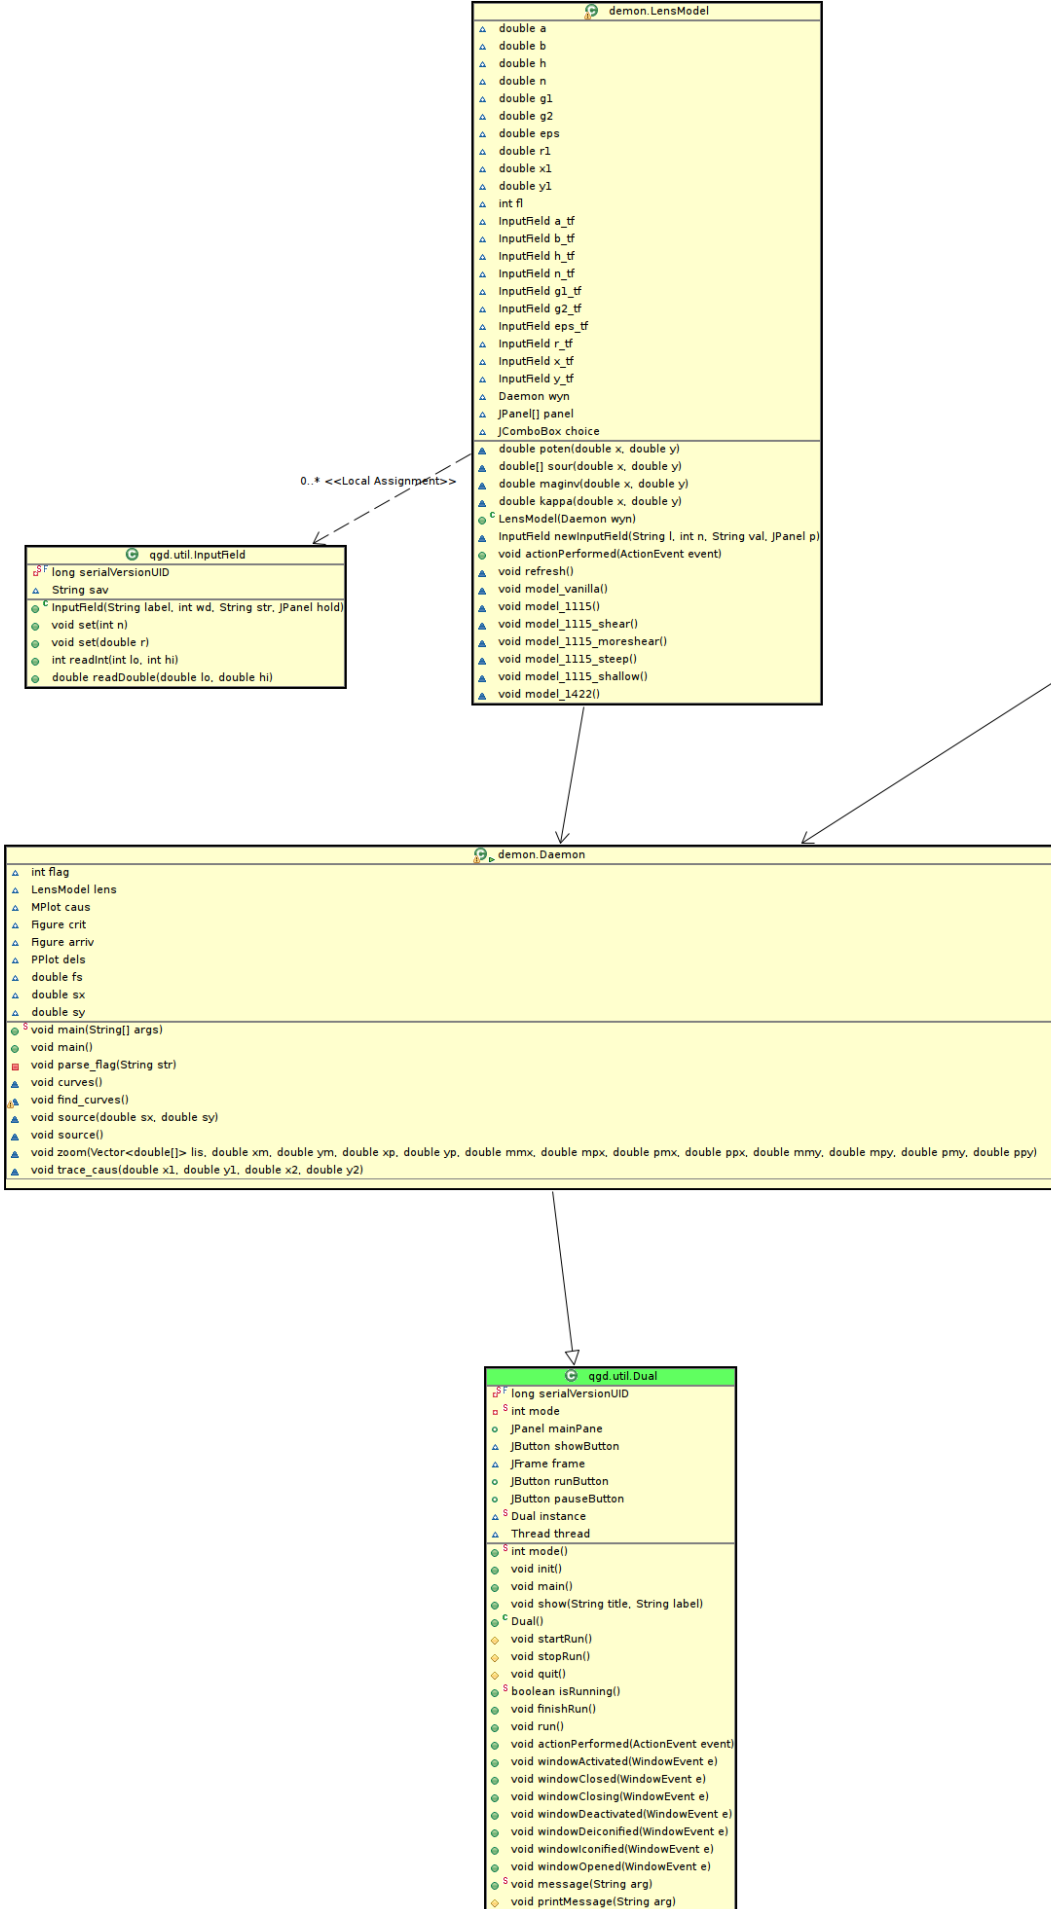 demon.LensModel
double a
double b
double h
double n
double g1
double g2
double eps
double r1
double x1
double y1
int fl
InputField a_tf
InputField b_tf
InputField h_tf
InputField n_tf
InputField g1_tf
InputField g2_tf
InputField eps_tf
InputField r_tf
InputField x_tf
InputField y_tf
Daemon wyn
JPanel[] panel
JComboBox choice
double poten(double x, double y)
double[] sour(double x, double y)
double maginv(double x, double y)
double kappa(double x, double y)
C LensModel(Daemon wyn)
InputField newInputField(String l, int n, String val, JPanel p)
void actionPerformed(ActionEvent event)
void refresh()
void model_vanilla()
void model_1115()
void model_1115_shear()
void model_1115_moreshear()
void model_1115_steep()
void model_1115_shallow()
void model_1422()
0..* <<Local Assignment>>
C qgd.util.InputField
S F long serialVersionUID
String sav
C InputField(String label, int wd, String str, JPanel hold)
void set(int n)
void set(double r)
int readInt(int lo, int hi)
double readDouble(double lo, double hi)
demon.Daemon
int flag
LensModel lens
MPlot caus
Figure crit
Figure arriv
PPlot dels
double fs
double sx
double sy
S void main(String[] args)
void main()
void parse_flag(String str)
void curves()
void find_curves()
void source(double sx, double sy)
void source()
void zoom(Vector<double[]> lis, double xm, double ym, double xp, double yp, double mmx, double mpx, double pmx, double ppx, double mmy, double mpy, double pmy, double ppy)
void trace_caus(double x1, double y1, double x2, double y2)
C qgd.util.Dual
S F long serialVersionUID
S int mode
JPanel mainPane
JButton showButton
JFrame frame
JButton runButton
JButton pauseButton
S Dual instance
Thread thread
S int mode()
void init()
void main()
void show(String title, String label)
C Dual()
void startRun()
void stopRun()
void quit()
S boolean isRunning()
void finishRun()
void run()
void actionPerformed(ActionEvent event)
void windowActivated(WindowEvent e)
void windowClosed(WindowEvent e)
void windowClosing(WindowEvent e)
void windowDeactivated(WindowEvent e)
void windowDeiconified(WindowEvent e)
void windowIconified(WindowEvent e)
void windowOpened(WindowEvent e)
S void message(String arg)
void printMessage(String arg)